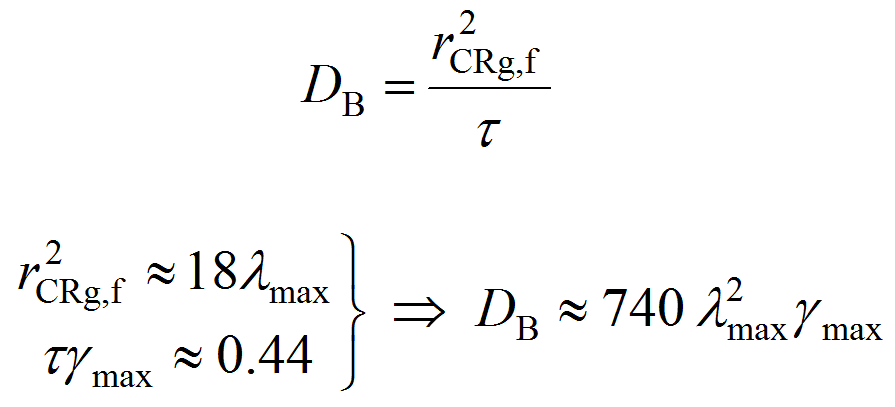 D_B = r²_CRg,f / τ
r²_CRg,f ≈ 18λ_max
τγ_max ≈ 0.44 } ⇒ D_B ≈ 740 λ²_max γ_max